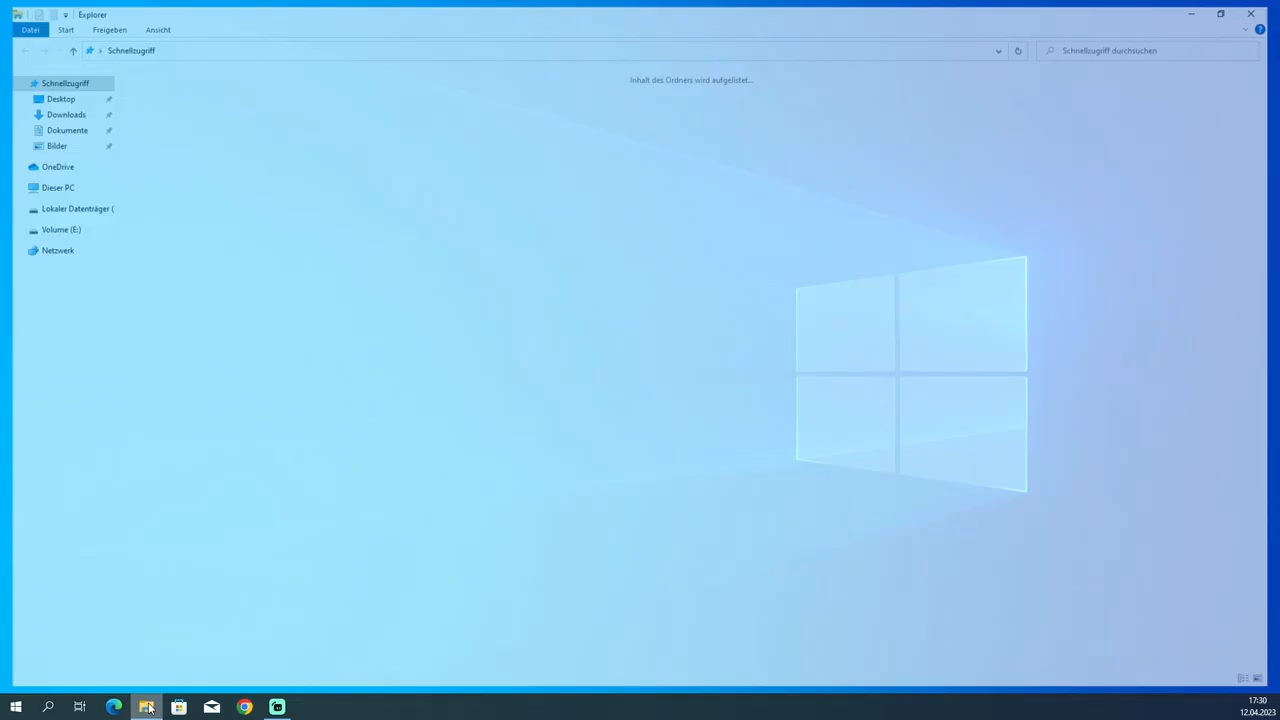 Explorer
Datei Start Freigeben Ansicht
Schnellzugriff
Schnellzugriff durchsuchen
Inhalt des Ordners wird aufgelistet...
Schnellzugriff
Desktop
Downloads
Dokumente
Bilder
OneDrive
Dieser PC
Lokaler Datenträger (
Volume (E:)
Netzwerk
17:30
12.04.2023